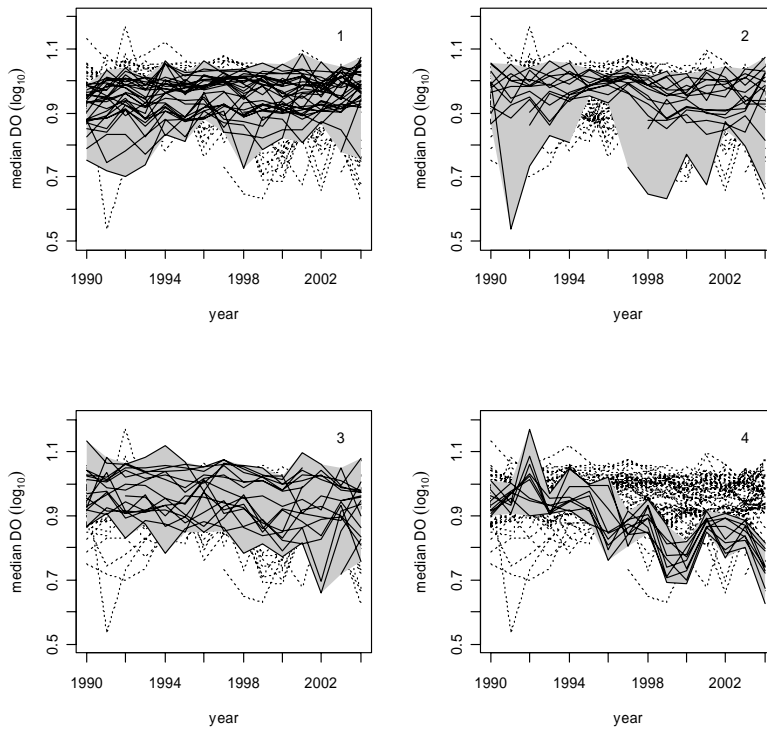 1
median DO (log10)
0.5 0.7 0.9 1.1
1990 1994 1998 2002
year
2
median DO (log10)
0.5 0.7 0.9 1.1
1990 1994 1998 2002
year
3
median DO (log10)
0.5 0.7 0.9 1.1
1990 1994 1998 2002
year
4
median DO (log10)
0.5 0.7 0.9 1.1
1990 1994 1998 2002
year